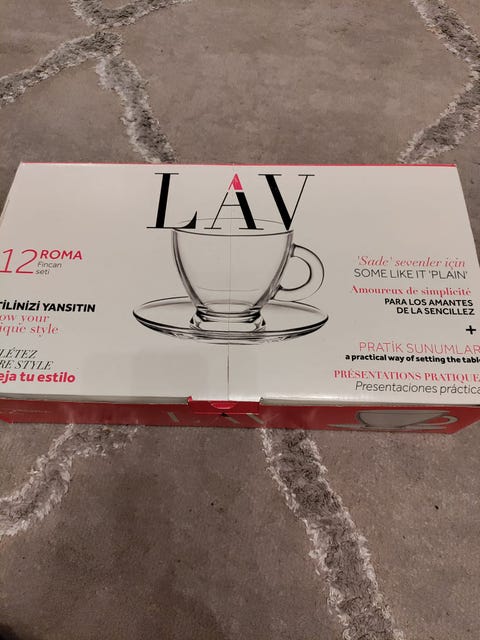 LAV
12 ROMA
Fincan
seti
TİLİNİZİ YANSITIN
ow your
ique style
LÉTEZ
RE STYLE
eja tu estilo
'Sade' sevenler için
SOME LIKE IT 'PLAIN'
Amoureux de simplicité
PARA LOS AMANTES
DE LA SENCILLEZ
+
PRATİK SUNUMLAR
a practical way of setting the table
PRÉSENTATIONS PRATIQUE
Presentaciones práctica
LAV